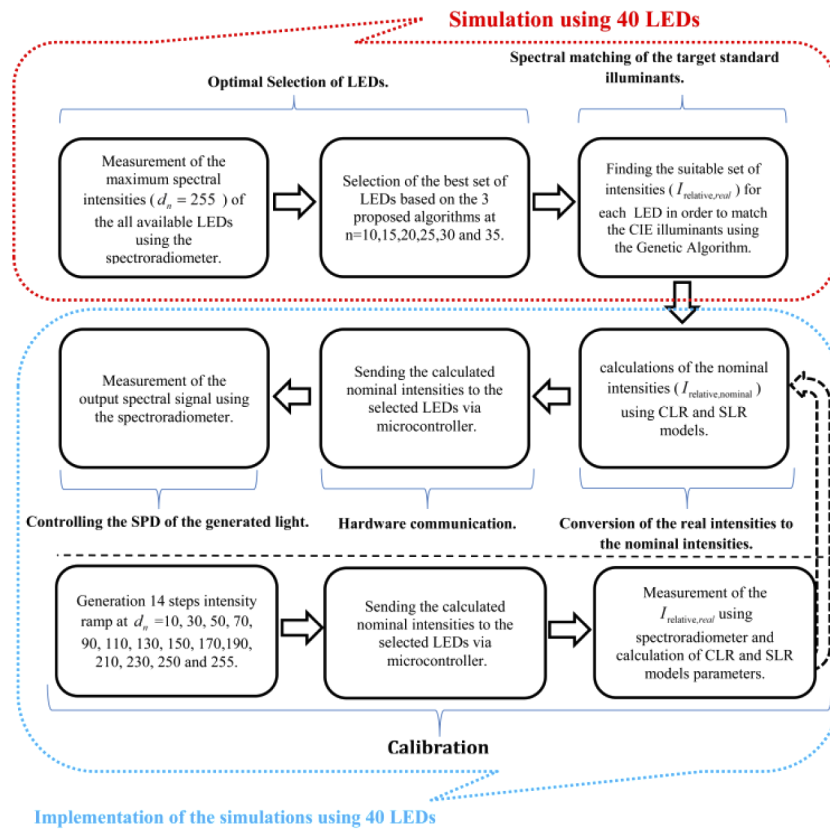 Simulation using 40 LEDs
Spectral matching of the target standard
illuminants.
Optimal Selection of LEDs.
Measurement of the
maximum spectral
intensities ( dₙ = 255 ) of
the all available LEDs
using the
spectroradiometer.
Selection of the best set of
LEDs based on the 3
proposed algorithms at
n=10,15,20,25,30 and 35.
Finding the suitable set of
intensities ( I relative,real ) for
each LED in order to match
the CIE illuminants using
the Genetic Algorithm.
Measurement of the
output spectral signal using
the spectroradiometer.
Sending the calculated
nominal intensities to the
selected LEDs via
microcontroller.
calculations of the nominal
intensities ( I relative,nominal )
using CLR and SLR
models.
Controlling the SPD of the generated light.
Hardware communication.
Conversion of the real intensities to
the nominal intensities.
Generation 14 steps intensity
ramp at dₙ =10, 30, 50, 70,
90, 110, 130, 150, 170,190,
210, 230, 250 and 255.
Sending the calculated
nominal intensities to the
selected LEDs via
microcontroller.
Measurement of the
I relative,real using
spectroradiometer and
calculation of CLR and SLR
models parameters.
Calibration
Implementation of the simulations using 40 LEDs